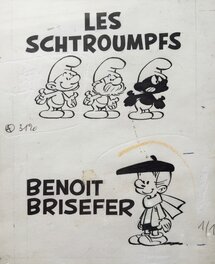 LES
SCHTROUMPFS
BENOIT
BRISEFER